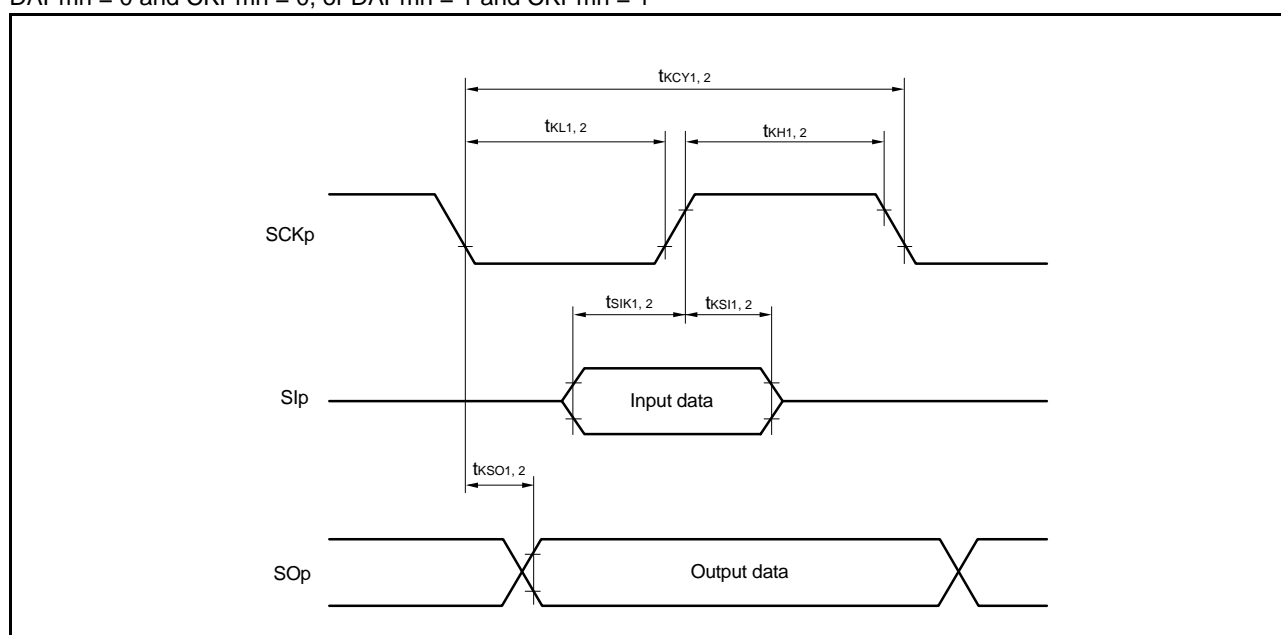 DAPmn = 0 and CKPmn = 0, or DAPmn = 1 and CKPmn = 1
tKCY1, 2
tKL1, 2
tKH1, 2
SCKp
tSIK1, 2
tKSI1, 2
SIp
Input data
tKSO1, 2
SOp
Output data